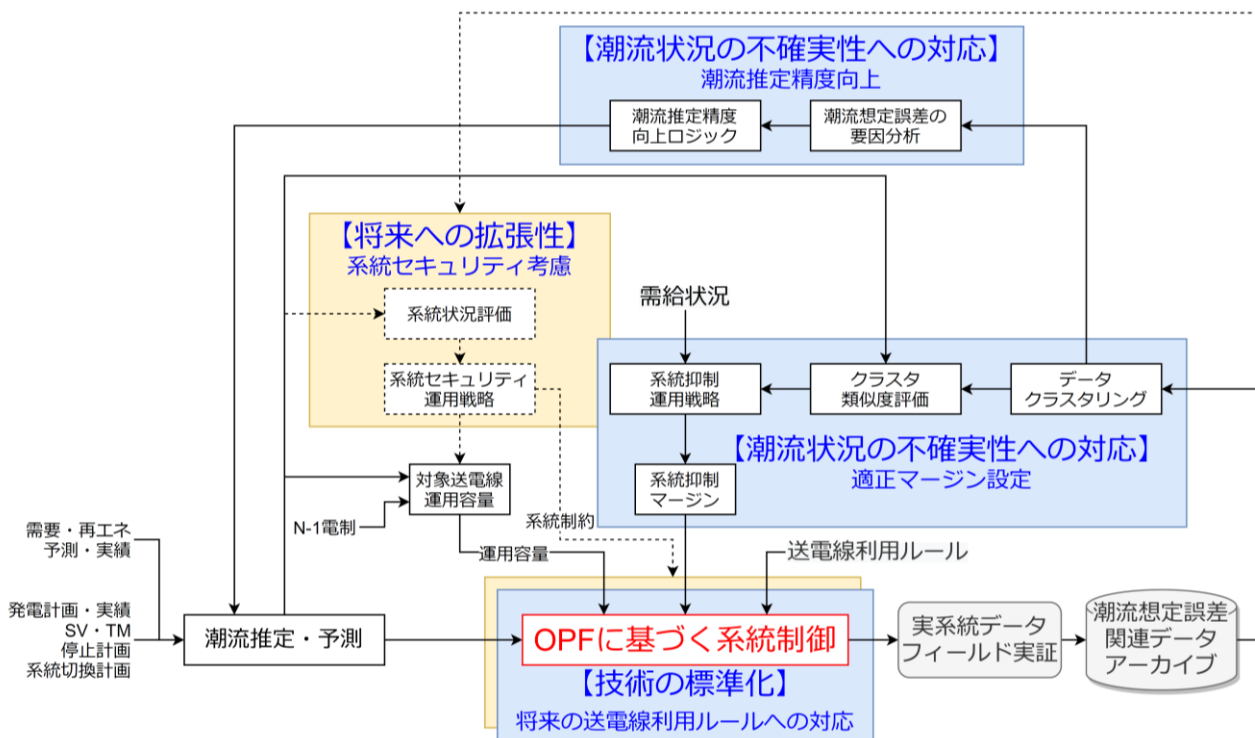 【潮流状況の不確実性への対応】
潮流推定精度向上
潮流推定精度
向上ロジック
潮流想定誤差の
要因分析
【将来への拡張性】
系統セキュリティ考慮
系統状況評価
系統セキュリティ
運用戦略
需給状況
系統抑制
運用戦略
クラスタ
類似度評価
データ
クラスタリング
【潮流状況の不確実性への対応】
適正マージン設定
系統抑制
マージン
対象送電線
運用容量
N-1電制
系統制約
運用容量
送電線利用ルール
需要・再エネ
予測・実績
発電計画・実績
SV・TM
停止計画
系統切換計画
潮流推定・予測
OPFに基づく系統制御
【技術の標準化】
将来の送電線利用ルールへの対応
実系統データ
フィールド実証
潮流想定誤差
関連データ
アーカイブ